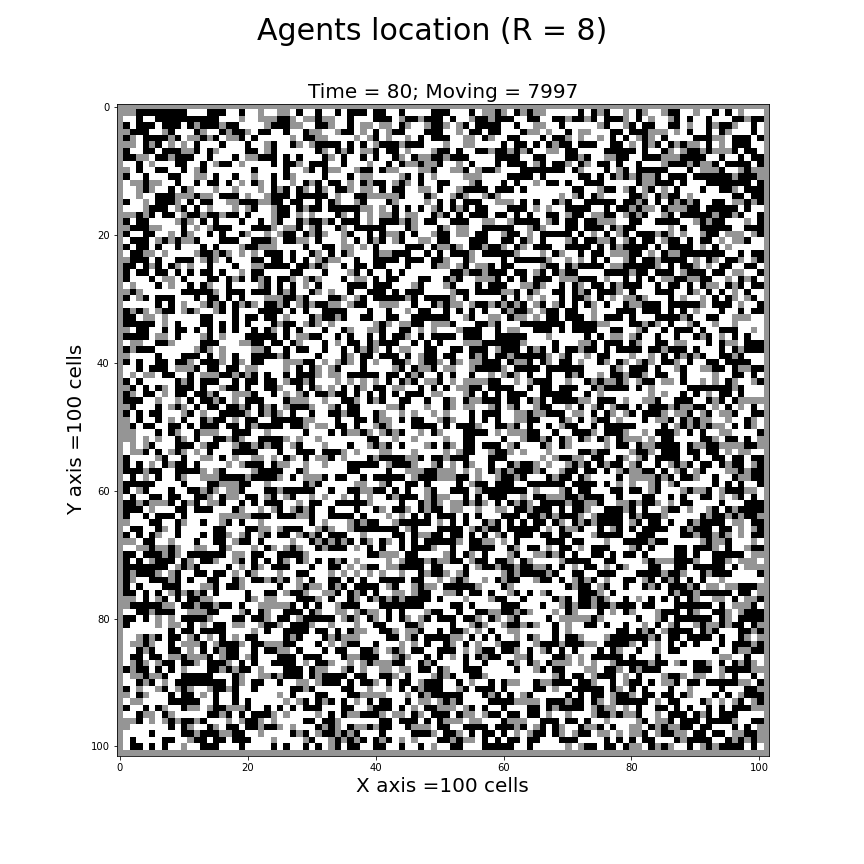 Agents location (R = 8)
Time = 80; Moving = 7997
0
20
40
60
80
100
Y axis =100 cells
0 20 40 60 80 100
X axis =100 cells